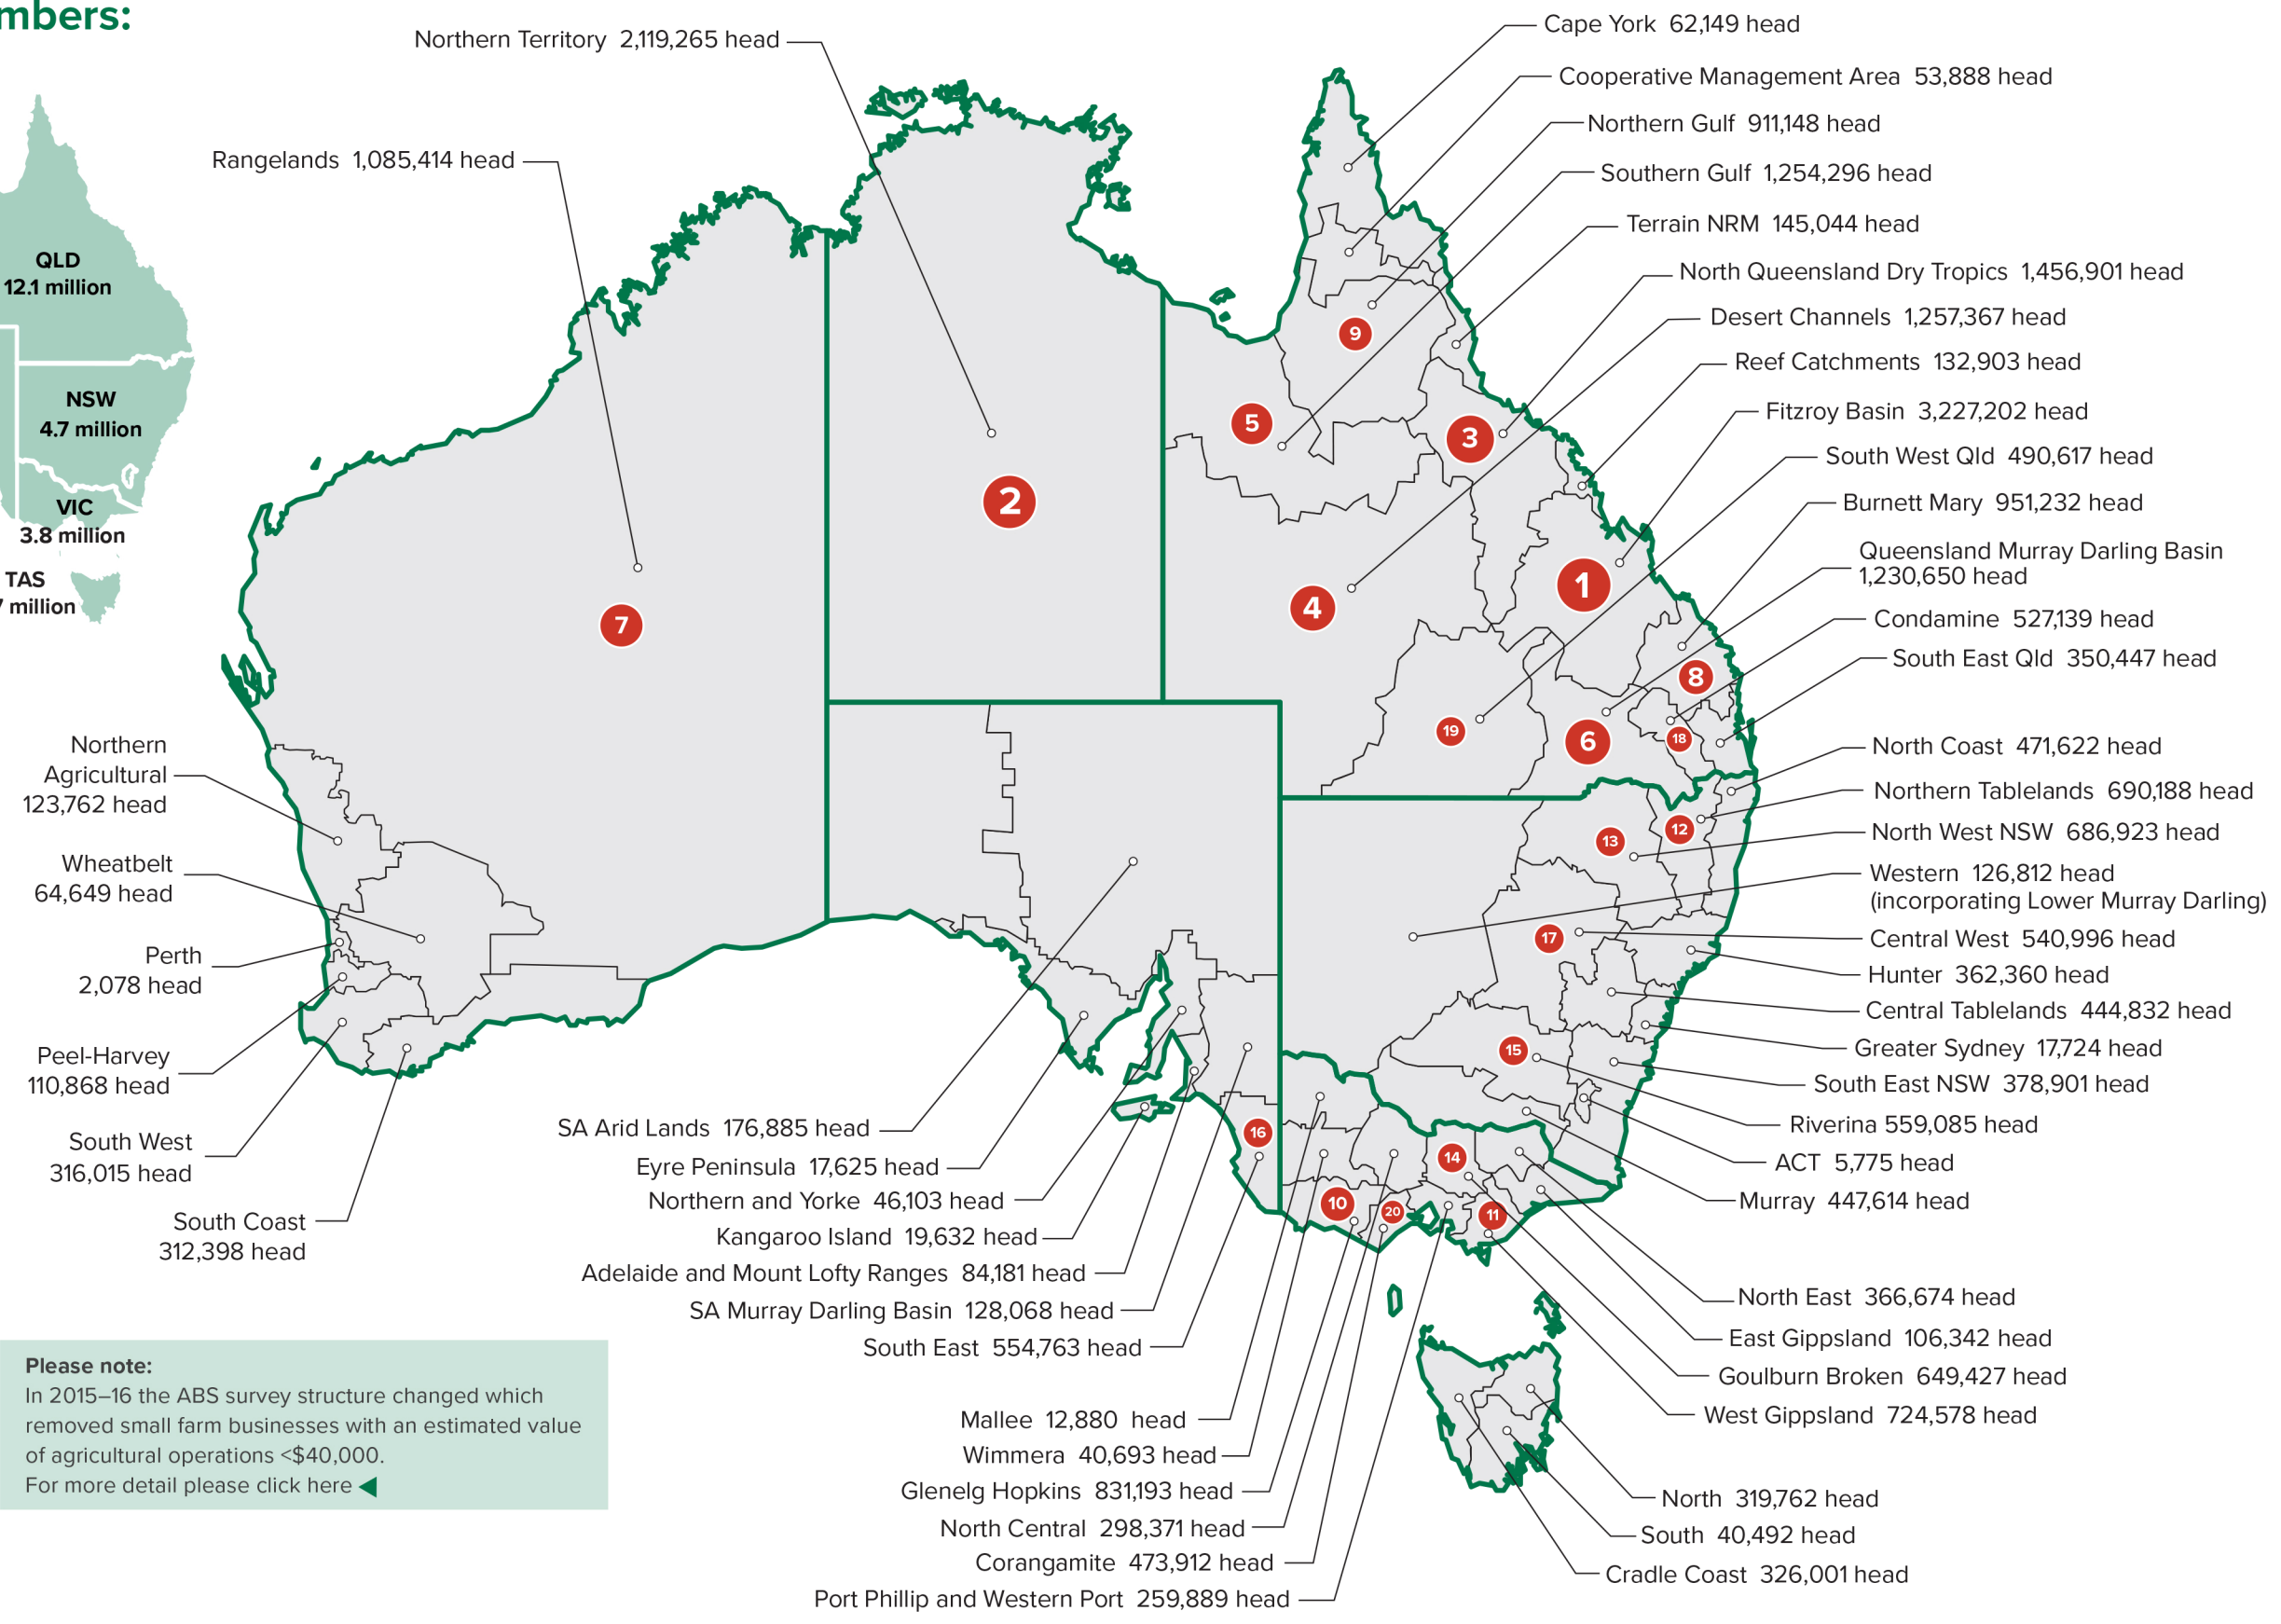 mbers:
QLD
12.1 million
NSW
4.7 million
VIC
3.8 million
TAS
7 million
Northern Territory 2,119,265 head
Rangelands 1,085,414 head
Cape York 62,149 head
Cooperative Management Area 53,888 head
Northern Gulf 911,148 head
Southern Gulf 1,254,296 head
Terrain NRM 145,044 head
North Queensland Dry Tropics 1,456,901 head
Desert Channels 1,257,367 head
Reef Catchments 132,903 head
Fitzroy Basin 3,227,202 head
South West Qld 490,617 head
Burnett Mary 951,232 head
Queensland Murray Darling Basin
1,230,650 head
Condamine 527,139 head
South East Qld 350,447 head
North Coast 471,622 head
Northern Tablelands 690,188 head
North West NSW 686,923 head
Western 126,812 head
(incorporating Lower Murray Darling)
Central West 540,996 head
Hunter 362,360 head
Central Tablelands 444,832 head
Greater Sydney 17,724 head
South East NSW 378,901 head
Riverina 559,085 head
ACT 5,775 head
Murray 447,614 head
North East 366,674 head
East Gippsland 106,342 head
Goulburn Broken 649,427 head
West Gippsland 724,578 head
North 319,762 head
South 40,492 head
Cradle Coast 326,001 head
9
5
3
2
1
4
7
8
19
6
18
13
12
17
15
16
14
10
20
11
Northern
Agricultural
123,762 head
Wheatbelt
64,649 head
Perth
2,078 head
Peel-Harvey
110,868 head
South West
316,015 head
South Coast
312,398 head
SA Arid Lands 176,885 head
Eyre Peninsula 17,625 head
Northern and Yorke 46,103 head
Kangaroo Island 19,632 head
Adelaide and Mount Lofty Ranges 84,181 head
SA Murray Darling Basin 128,068 head
South East 554,763 head
Mallee 12,880 head
Wimmera 40,693 head
Glenelg Hopkins 831,193 head
North Central 298,371 head
Corangamite 473,912 head
Port Phillip and Western Port 259,889 head
Please note:
In 2015–16 the ABS survey structure changed which
removed small farm businesses with an estimated value
of agricultural operations <$40,000.
For more detail please click here